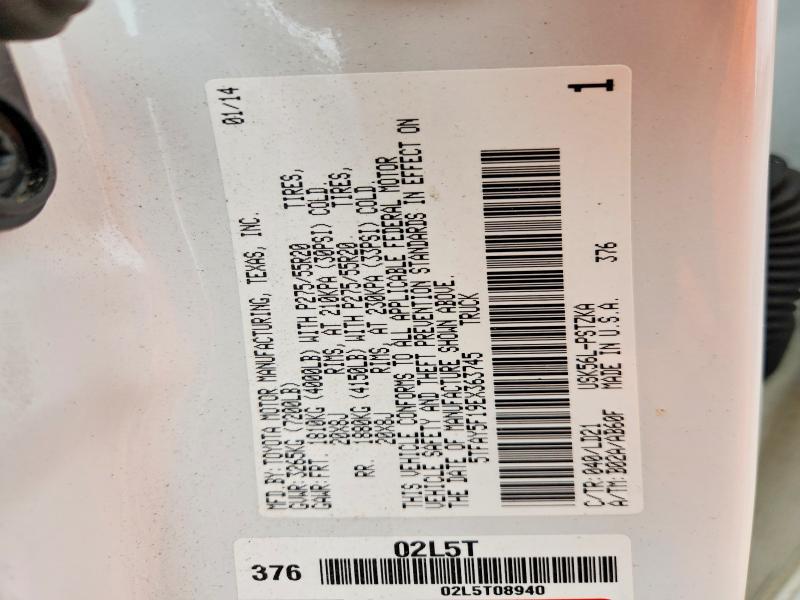 MFD BY: TOYOTA MOTOR MANUFACTURING, TEXAS, INC. 01/14
GVWR: 3265KG (7200LB)
GAWR: FRT. 1810KG (4000LB) WITH P275/55R20 TIRES,
20X8J RIMS, AT 210KPA (30PSI) COLD.
RR. 1880KG (4150LB) WITH P275/55R20 TIRES,
20X8J RIMS, AT 230KPA (33PSI) COLD.
THIS VEHICLE CONFORMS TO ALL APPLICABLE FEDERAL MOTOR
VEHICLE SAFETY AND THEFT PREVENTION STANDARDS IN EFFECT ON
THE DATE OF MANUFACTURE SHOWN ABOVE.
5TFAY5F19EX363745 TRUCK
C/TR: 040/LD21 USK56L-PSTZKA
A/TM: B02A/A860F MADE IN U.S.A. 376
1
02L5T
376
02L5T08940